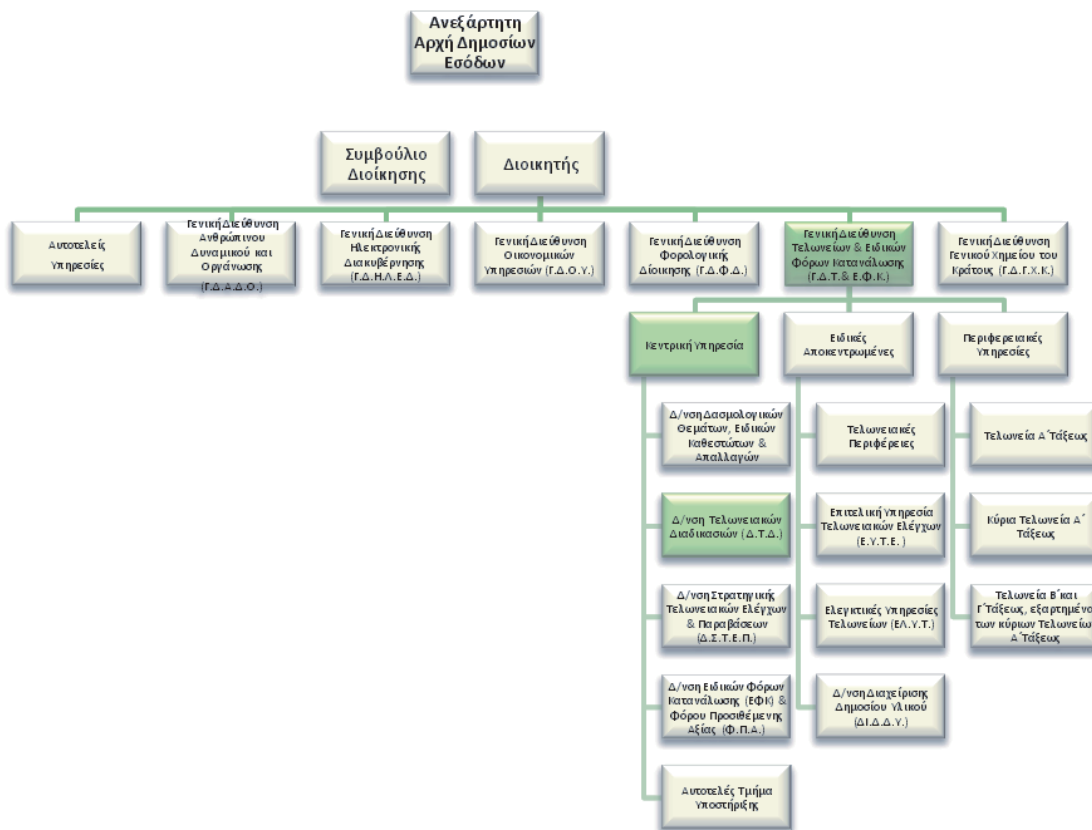 Ανεξάρτητη
Αρχή Δημοσίων
Εσόδων
Συμβούλιο
Διοίκησης
Διοικητής
Αυτοτελείς
Υπηρεσίες
Γενική Διεύθυνση
Ανθρώπινου
Δυναμικού και
Οργάνωσης
(Γ.Δ.Α.Δ.Ο.)
Γενική Διεύθυνση
Ηλεκτρονικής
Διακυβέρνησης
(Γ.Δ.Η.Λ.Ε.Δ.)
Γενική Διεύθυνση
Οικονομικών
Υπηρεσιών (Γ.Δ.Ο.Υ.)
Γενική Διεύθυνση
Φορολογικής
Διοίκησης (Γ.Δ.Φ.Δ.)
Γενική Διεύθυνση
Τελωνείων & Ειδικών
Φόρων Κατανάλωσης
(Γ.Δ.Τ.& Ε.Φ.Κ.)
Γενική Διεύθυνση
Γενικού Χημείου του
Κράτους (Γ.Δ.Γ.Χ.Κ.)
Κεντρική Υπηρεσία
Ειδικές
Αποκεντρωμένες
Περιφερειακές
Υπηρεσίες
Δ/νση Δασμολογικών
Θεμάτων, Ειδικών
Καθεστώτων &
Απαλλαγών
Τελωνειακές
Περιφέρειες
Τελωνεία Α΄Τάξεως
Δ/νση Τελωνειακών
Διαδικασιών (Δ.Τ.Δ.)
Επιτελική Υπηρεσία
Τελωνειακών Ελέγχων
(Ε.Υ.Τ.Ε.)
Κύρια Τελωνεία Α΄
Τάξεως
Δ/νση Στρατηγικής
Τελωνειακών Ελέγχων
& Παραβάσεων
(Δ.Σ.Τ.Ε.Π.)
Ελεγκτικές Υπηρεσίες
Τελωνείων (ΕΛ.Υ.Τ.)
Τελωνεία Β΄και
Γ΄Τάξεως, εξαρτημένα
των κύριων Τελωνείων
Α΄Τάξεως
Δ/νση Ειδικών Φόρων
Κατανάλωσης (ΕΦΚ) &
Φόρου Προσιθέμενης
Αξίας (Φ.Π.Α.)
Δ/νση Διαχείρισης
Δημοσίου Υλικού
(ΔΙ.Δ.Δ.Υ.)
Αυτοτελές Τμήμα
Υποστήριξης